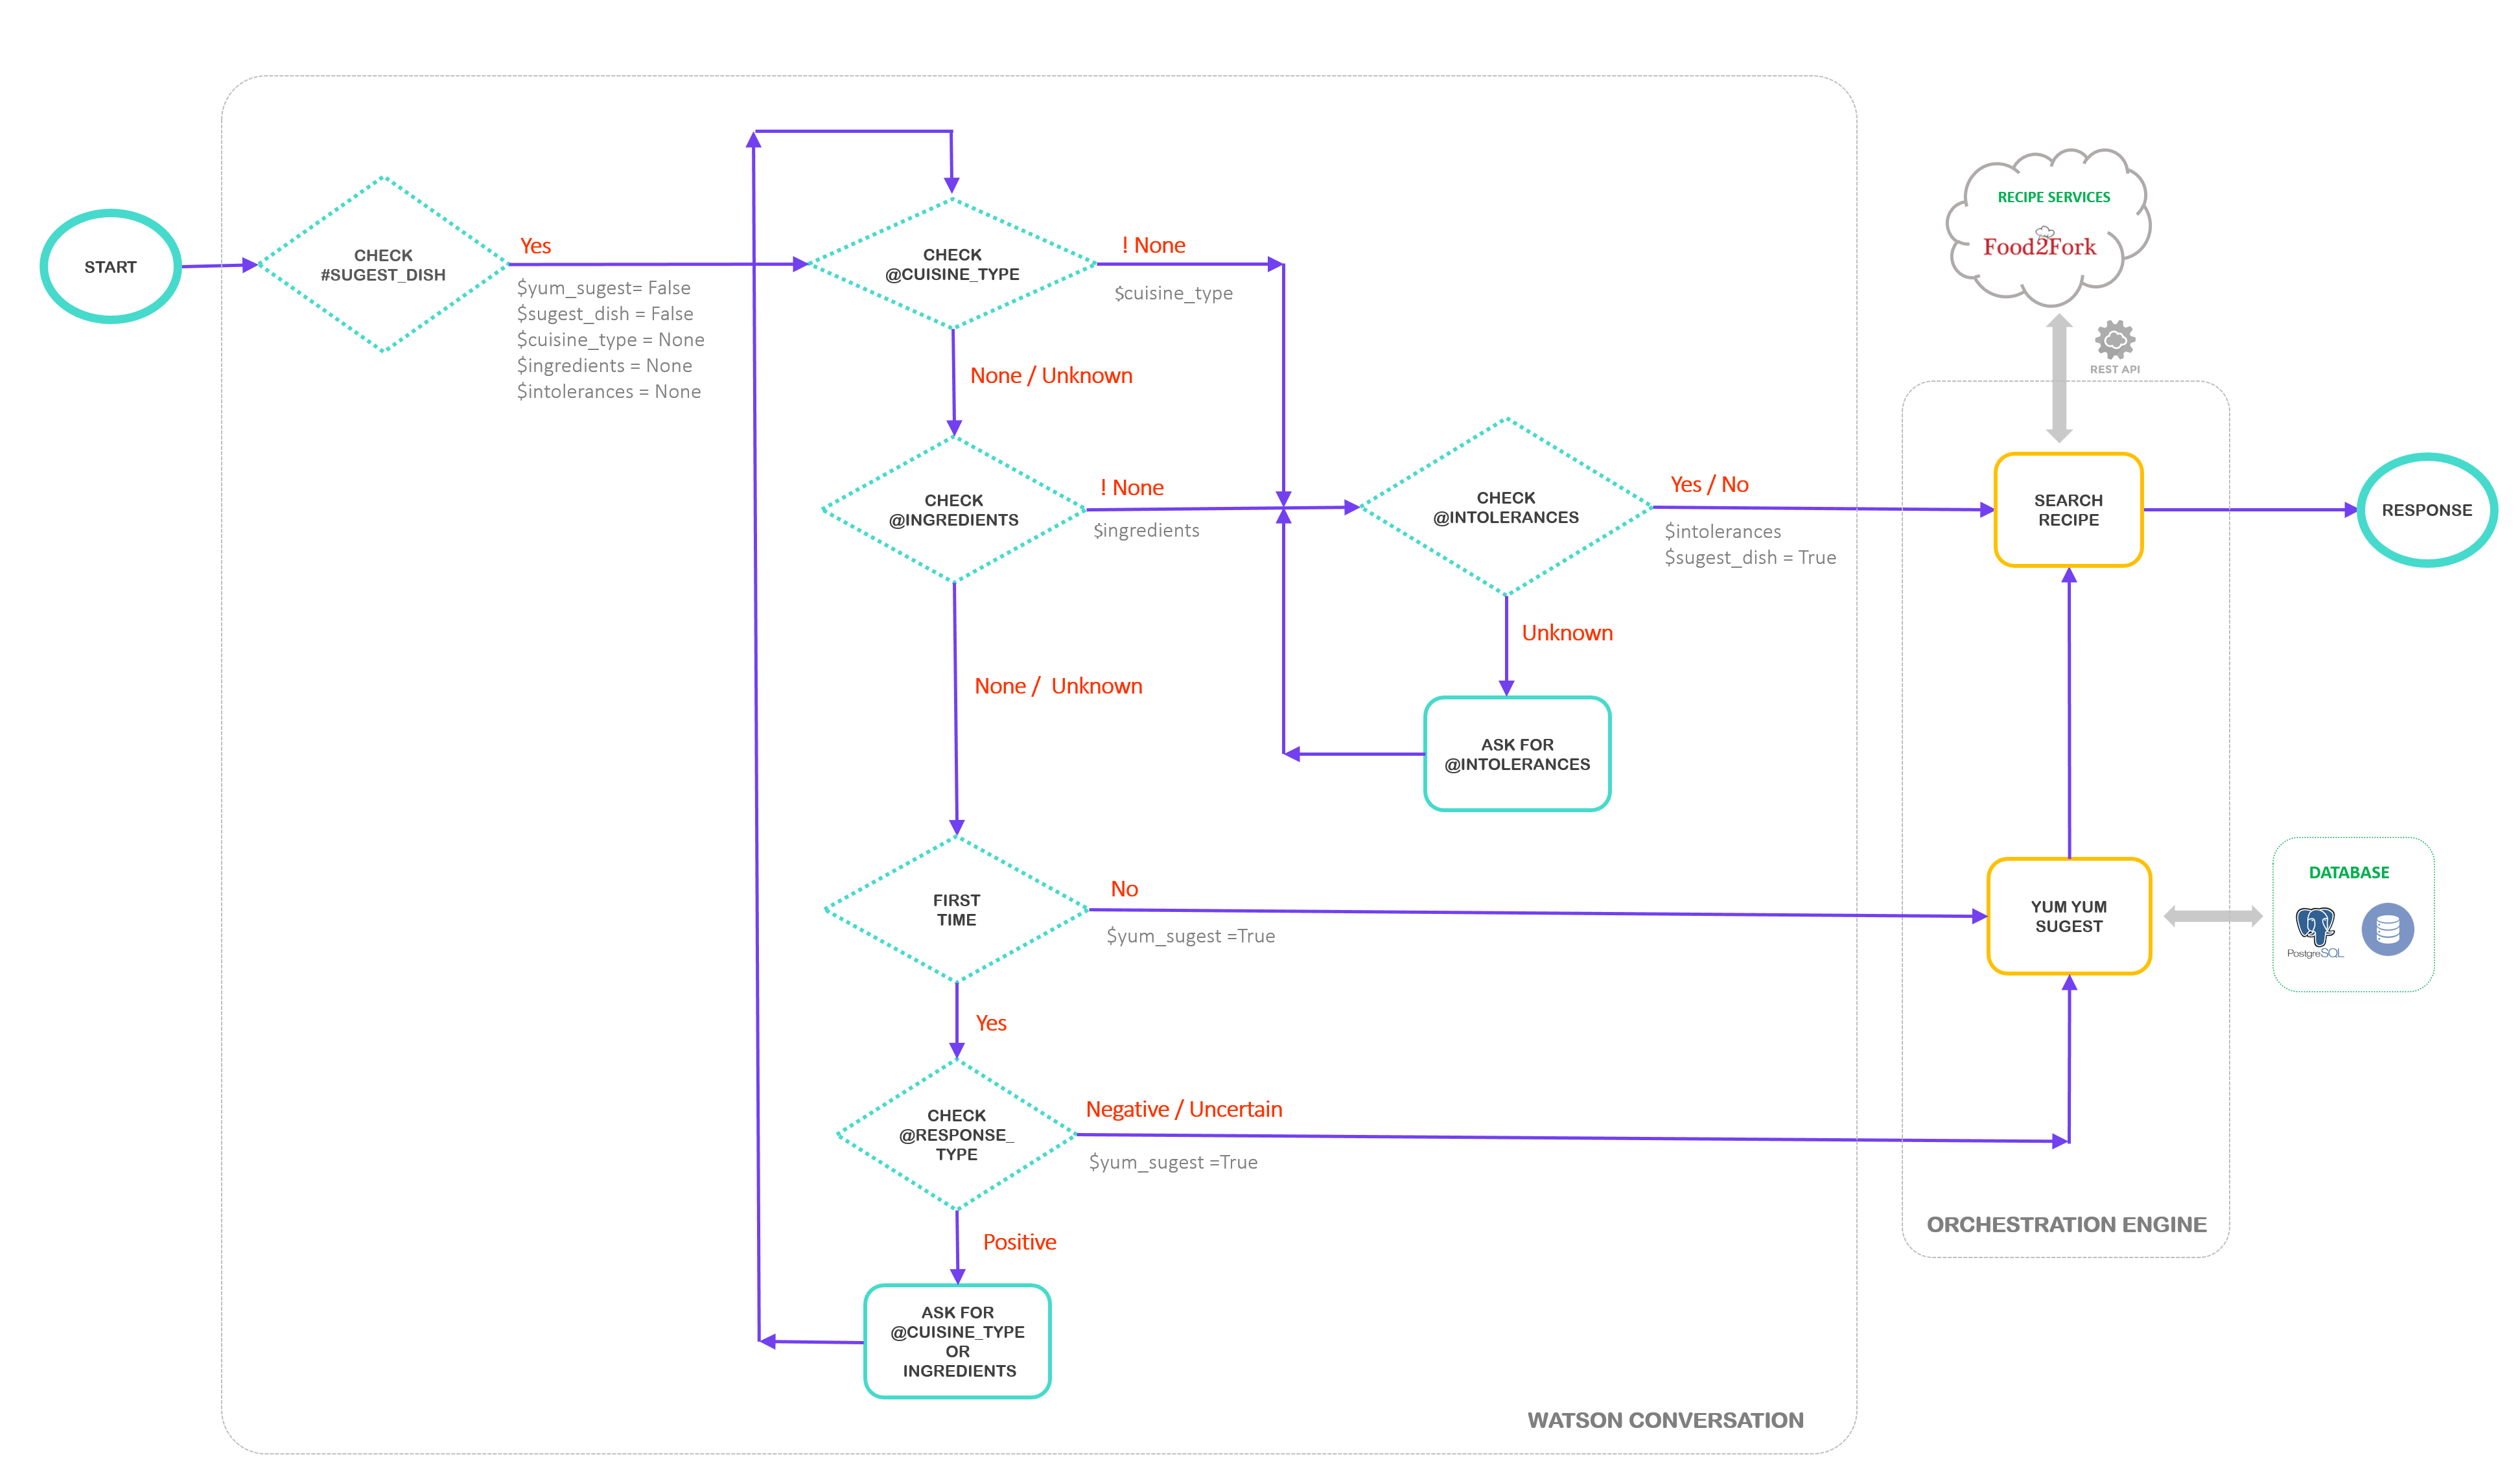 START
CHECK
#SUGEST_DISH
Yes
$yum_sugest= False
$sugest_dish = False
$cuisine_type = None
$ingredients = None
$intolerances = None
CHECK
@CUISINE_TYPE
! None
$cuisine_type
None / Unknown
CHECK
@INGREDIENTS
! None
$ingredients
None /  Unknown
CHECK
@INTOLERANCES
Yes / No
$intolerances
$sugest_dish = True
Unknown
ASK FOR
@INTOLERANCES
FIRST
TIME
No
$yum_sugest =True
Yes
CHECK
@RESPONSE_
TYPE
Negative / Uncertain
$yum_sugest =True
Positive
ASK FOR
@CUISINE_TYPE
OR
INGREDIENTS
WATSON CONVERSATION
RECIPE SERVICES
Food2Fork
REST API
SEARCH
RECIPE
RESPONSE
YUM YUM
SUGEST
DATABASE
PostgreSQL
ORCHESTRATION ENGINE